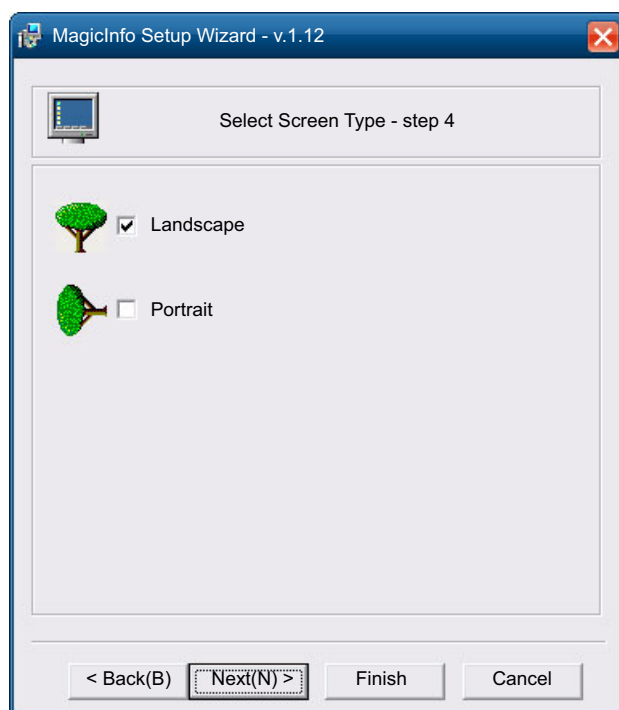 MagicInfo Setup Wizard - v.1.12
Select Screen Type - step 4
Landscape
Portrait
< Back(B) Next(N) > Finish Cancel